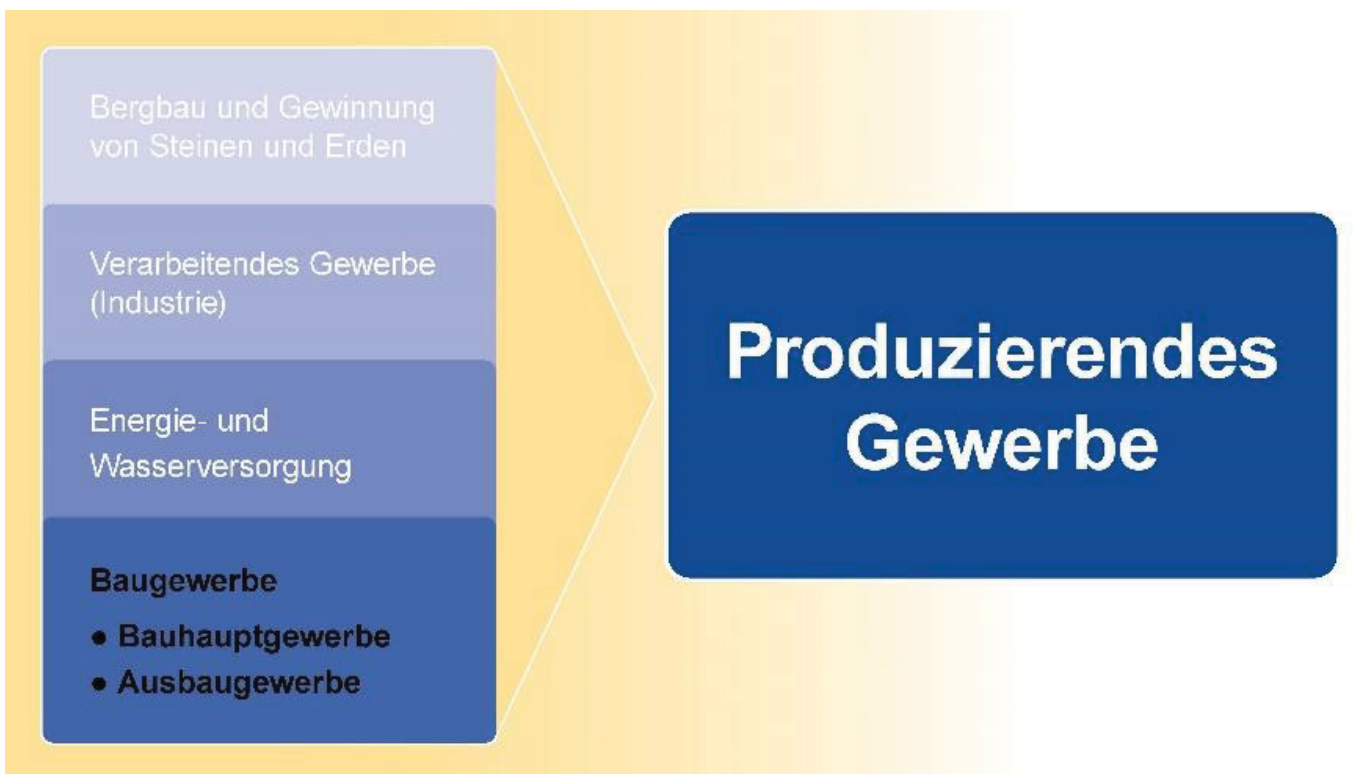 Bergbau und Gewinnung
von Steinen und Erden
Verarbeitendes Gewerbe
(Industrie)
Energie- und
Wasserversorgung
Baugewerbe
● Bauhauptgewerbe
● Ausbaugewerbe
Produzierendes
Gewerbe